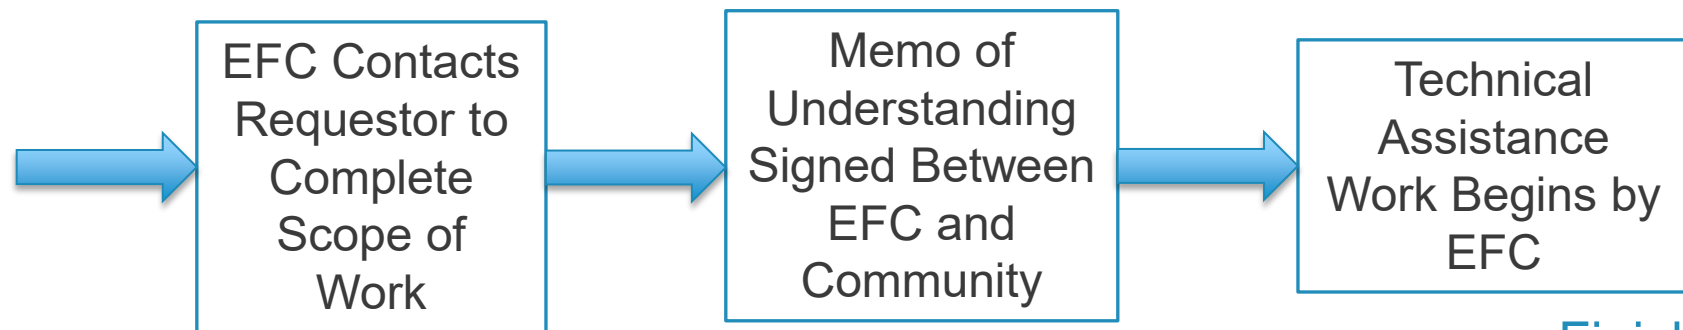 EFC Contacts
Requestor to
Complete
Scope of
Work
Memo of
Understanding
Signed Between
EFC and
Community
Technical
Assistance
Work Begins by
EFC